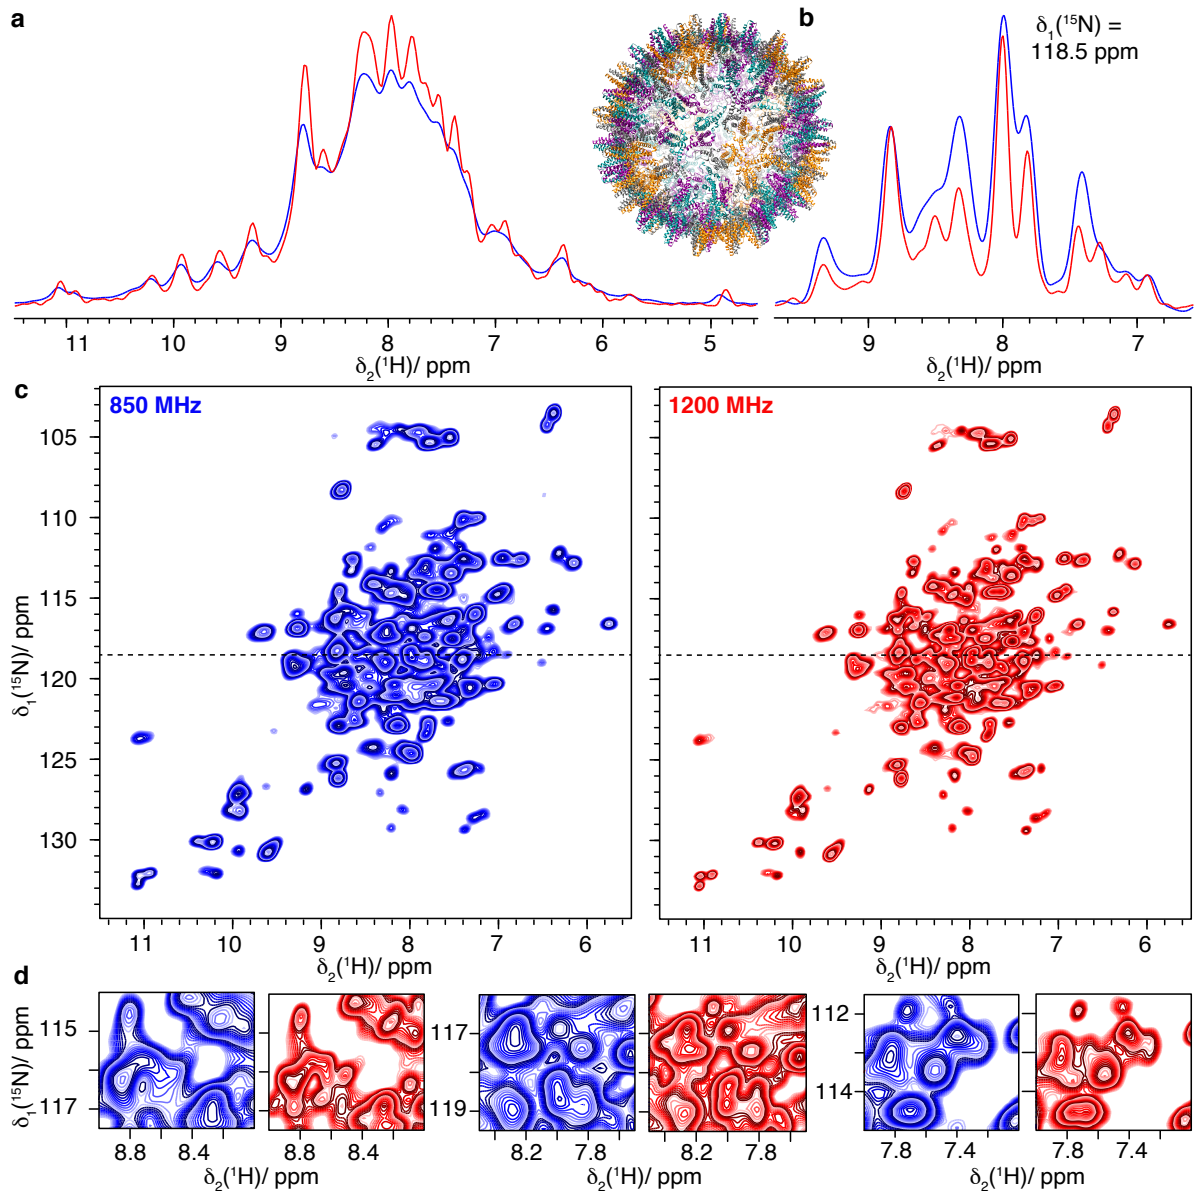 a
11 10 9 8 7 6 5
δ₂(¹H)/ ppm
b
δ₁(¹⁵N) =
118.5 ppm
9 8 7
δ₂(¹H)/ ppm
c
850 MHz
1200 MHz
105
110
115
120
125
130
δ₁(¹⁵N)/ ppm
11 10 9 8 7 6
δ₂(¹H)/ ppm
11 10 9 8 7 6
δ₂(¹H)/ ppm
d
δ₁(¹⁵N)/ ppm
115
117
8.8 8.4
8.8 8.4
δ₂(¹H)/ ppm
117
119
8.2 7.8
8.2 7.8
δ₂(¹H)/ ppm
112
114
7.8 7.4
7.8 7.4
δ₂(¹H)/ ppm